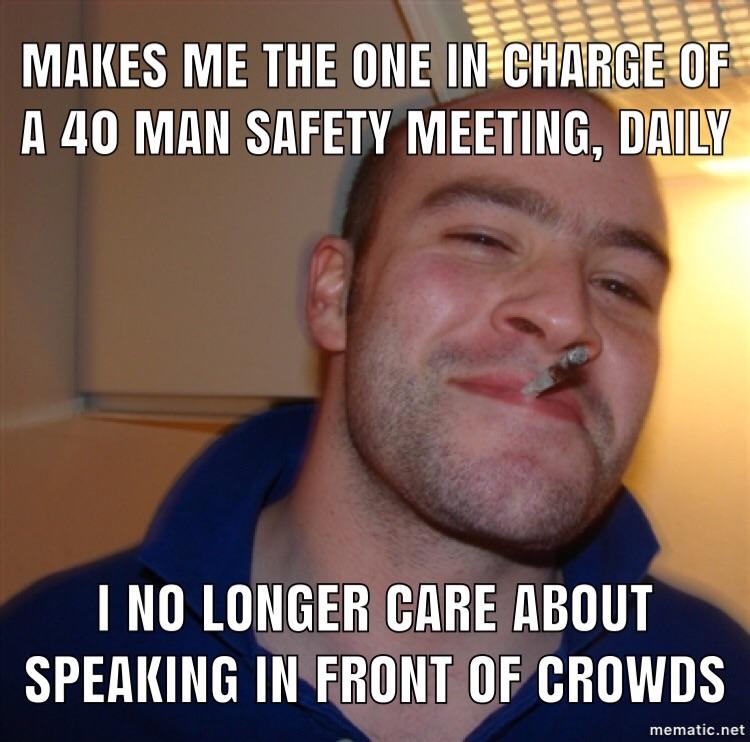 MAKES ME THE ONE IN CHARGE OF
A 40 MAN SAFETY MEETING, DAILY
I NO LONGER CARE ABOUT
SPEAKING IN FRONT OF CROWDS
mematic.net